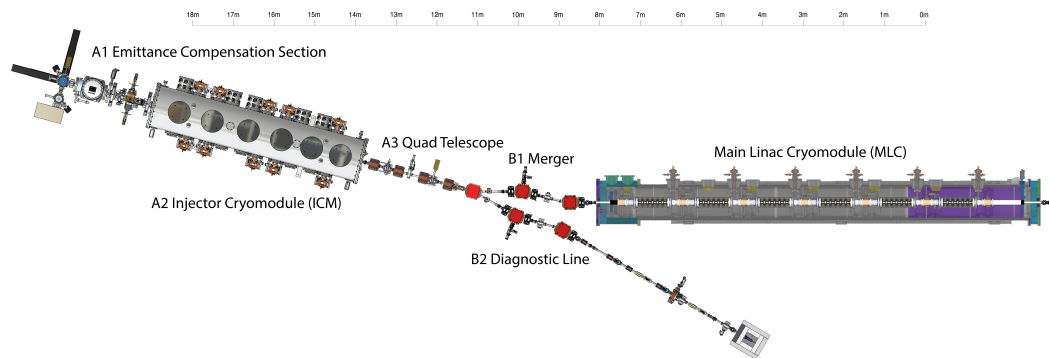 18m 17m 16m 15m 14m 13m 12m 11m 10m 9m 8m 7m 6m 5m 4m 3m 2m 1m 0m
A1 Emittance Compensation Section
A3 Quad Telescope
B1 Merger
Main Linac Cryomodule (MLC)
A2 Injector Cryomodule (ICM)
B2 Diagnostic Line